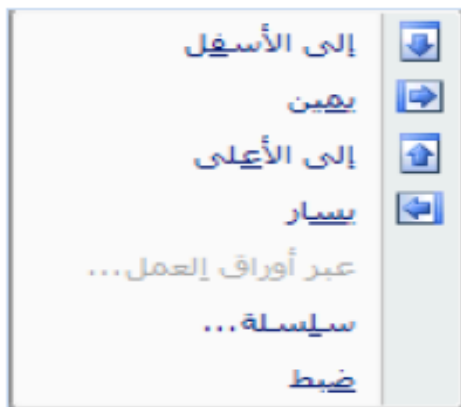 إلى الأسفل
يمين
إلى الأعلى
يسار
عبر أوراق العمل...
سلسلة...
ضبط